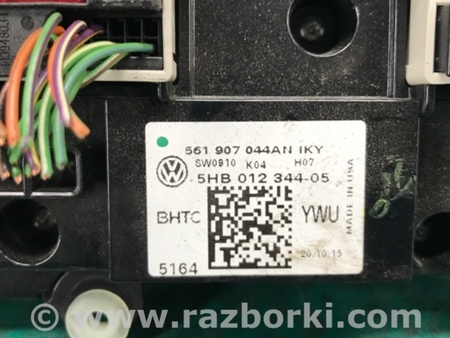 561 907 044AN IKY
SW0910 K04 H07
5HB 012 344-05
BHTC YWU
MADE IN USA
5164 20.10.15
© www.razborki.com